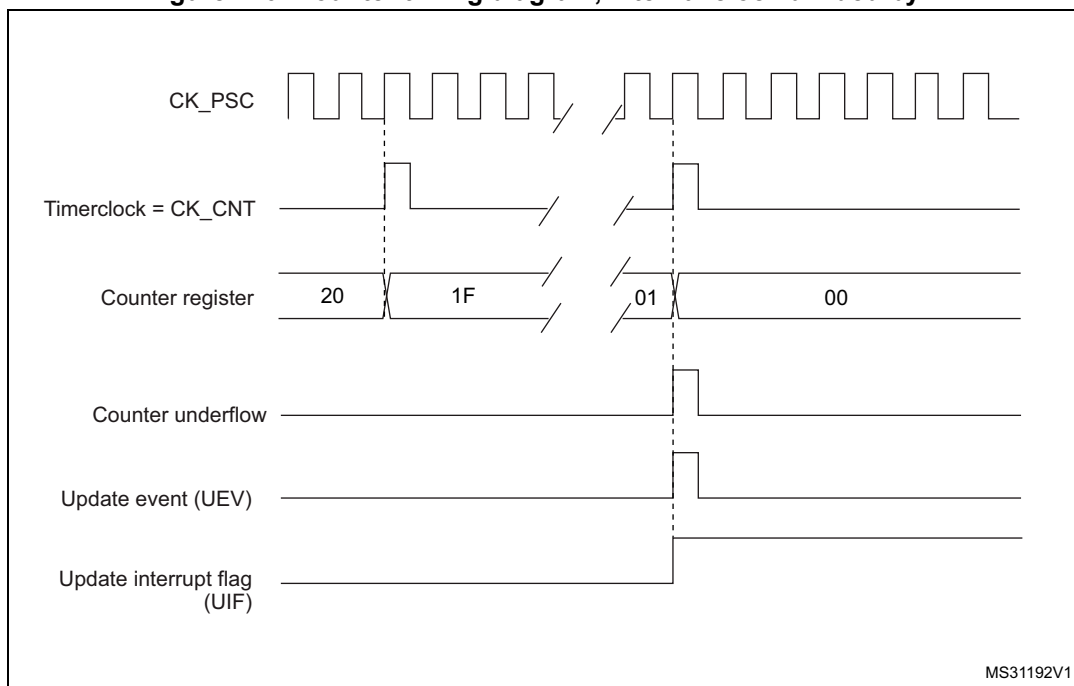 CK_PSC
Timerclock = CK_CNT
Counter register
20
1F
01
00
Counter underflow
Update event (UEV)
Update interrupt flag
(UIF)
MS31192V1